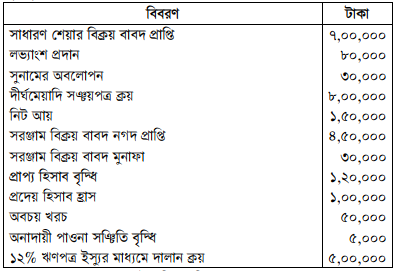 বিবরণ টাকা
সাধারণ শেয়ার বিক্রয় বাবদ প্রাপ্তি ৭,০০,০০০
লভ্যাংশ প্রদান ৮০,০০০
সুনামের অবলোপন ৩০,০০০
দীর্ঘমেয়াদি সঞ্চয়পত্র ক্রয় ৮,০০,০০০
নিট আয় ১,৫০,০০০
সরঞ্জাম বিক্রয় বাবদ নগদ প্রাপ্তি ৪,৫০,০০০
সরঞ্জাম বিক্রয় বাবদ মুনাফা ৩০,০০০
প্রাপ্য হিসাব বৃদ্ধি ১,২০,০০০
প্রদেয় হিসাব হ্রাস ১,০০,০০০
অবচয় খরচ ৫০,০০০
অনাদায়ী পাওনা সঞ্চিতি বৃদ্ধি ৫,০০০
১২% ঋণপত্র ইস্যুর মাধ্যমে দালান ক্রয় ৫,০০,০০০